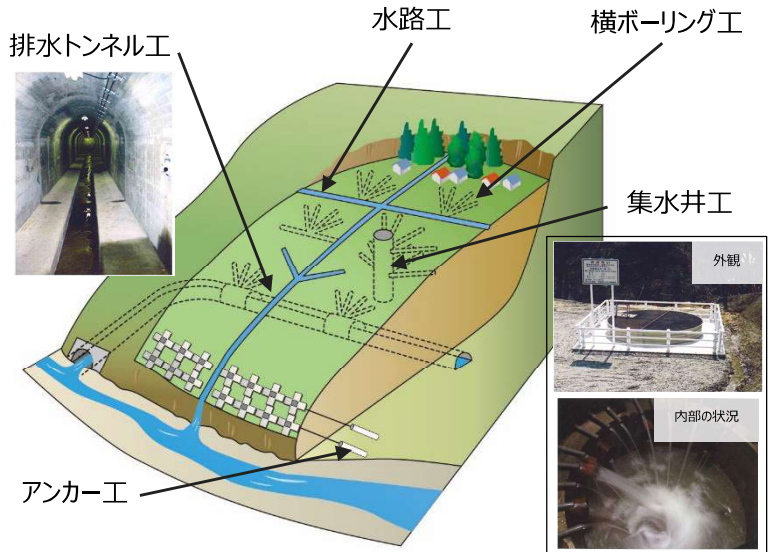 水路工
横ボーリング工
排水トンネル工
集水井工
外観
内部の状況
アンカー工